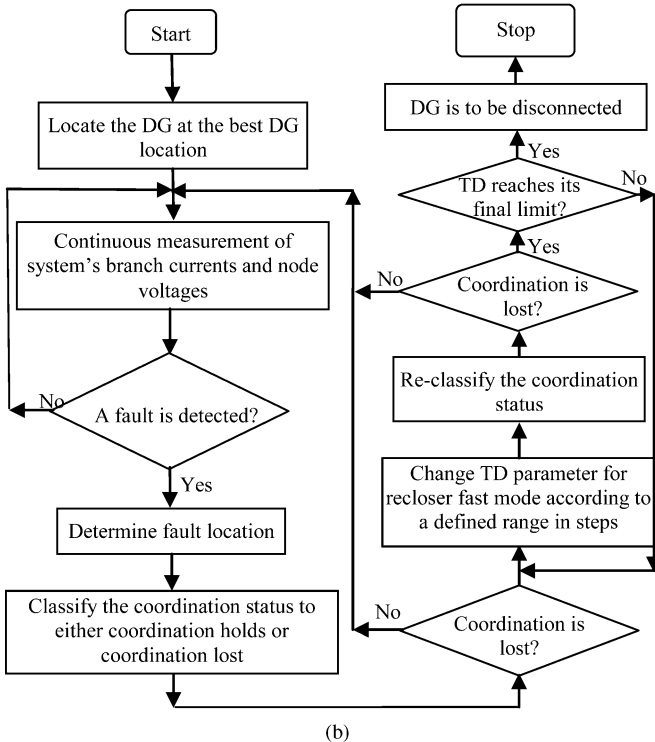 Start
Locate the DG at the best DG
location
Continuous measurement of
system's branch currents and node
voltages
A fault is detected?
No
Yes
Determine fault location
Classify the coordination status to
either coordination holds or
coordination lost
Stop
DG is to be disconnected
Yes
TD reaches its
final limit?
No
Yes
Coordination is
lost?
No
Re-classify the coordination
status
Change TD parameter for
recloser fast mode according to
a defined range in steps
No
Coordination is
lost?
(b)